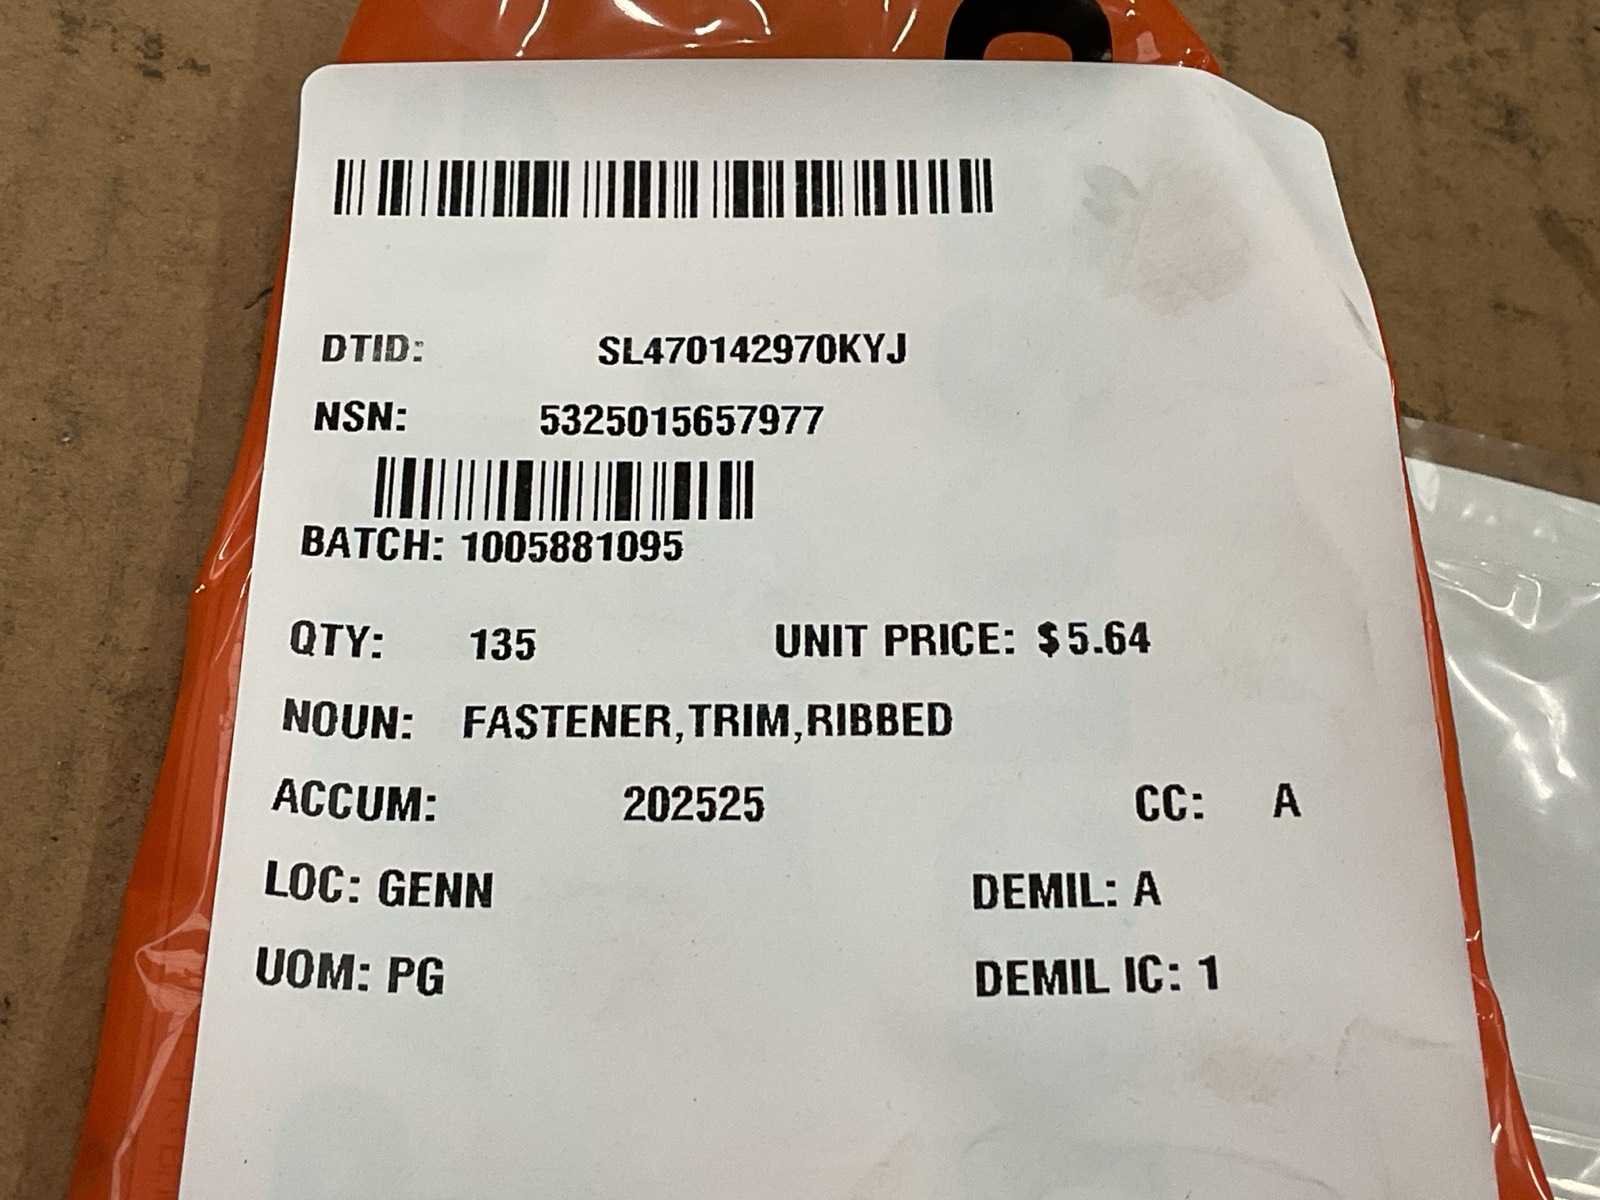 DTID: SL470142970KYJ
NSN: 5325015657977
BATCH: 1005881095
QTY: 135 UNIT PRICE: $5.64
NOUN: FASTENER,TRIM,RIBBED
ACCUM: 202525 CC: A
LOC: GENN DEMIL: A
UOM: PG DEMIL IC: 1